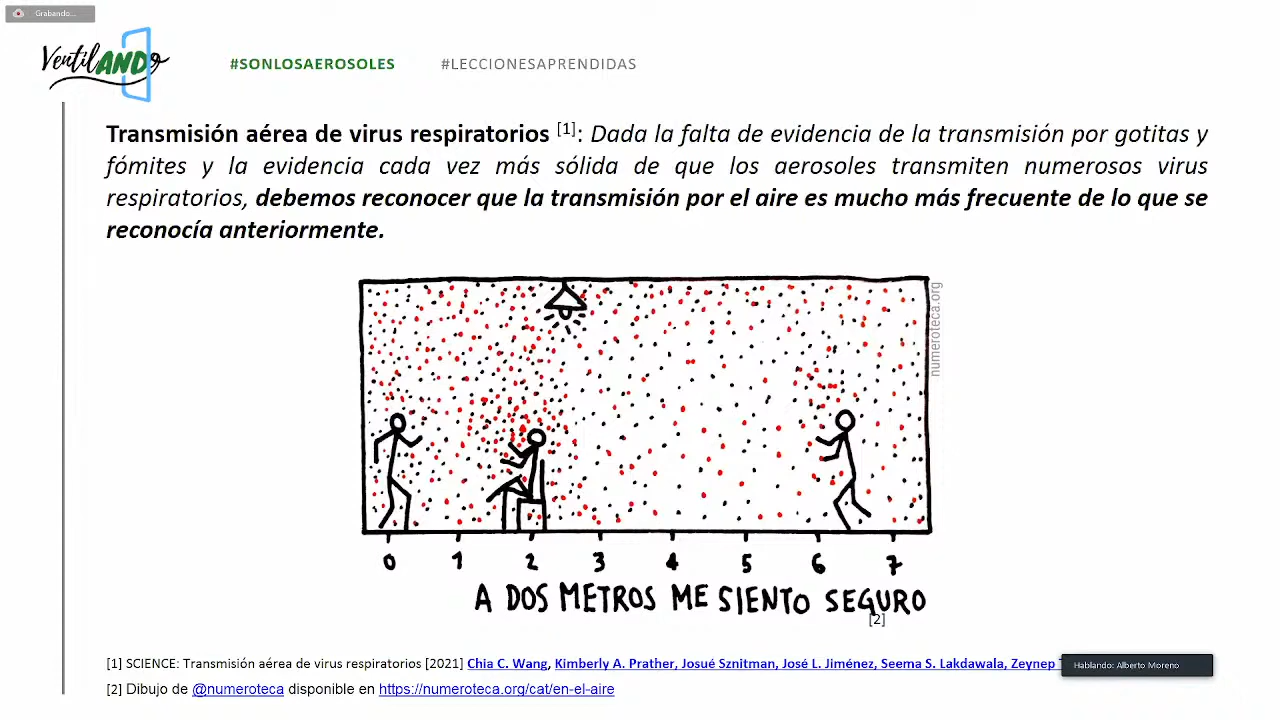 Grabando...
VentilANDo
#SONLOSAEROSOLES #LECCIONESAPRENDIDAS
Transmisión aérea de virus respiratorios [1]: Dada la falta de evidencia de la transmisión por gotitas y
fómites y la evidencia cada vez más sólida de que los aerosoles transmiten numerosos virus
respiratorios, debemos reconocer que la transmisión por el aire es mucho más frecuente de lo que se
reconocía anteriormente.
numeroteca.org
0 1 2 3 4 5 6 7
A DOS METROS ME SIENTO SEGURO
[2]
[1] SCIENCE: Transmisión aérea de virus respiratorios [2021] Chia C. Wang, Kimberly A. Prather, Josué Sznitman, José L. Jiménez, Seema S. Lakdawala, Zeynep
Hablando: Alberto Moreno
[2] Dibujo de @numeroteca disponible en https://numeroteca.org/cat/en-el-aire